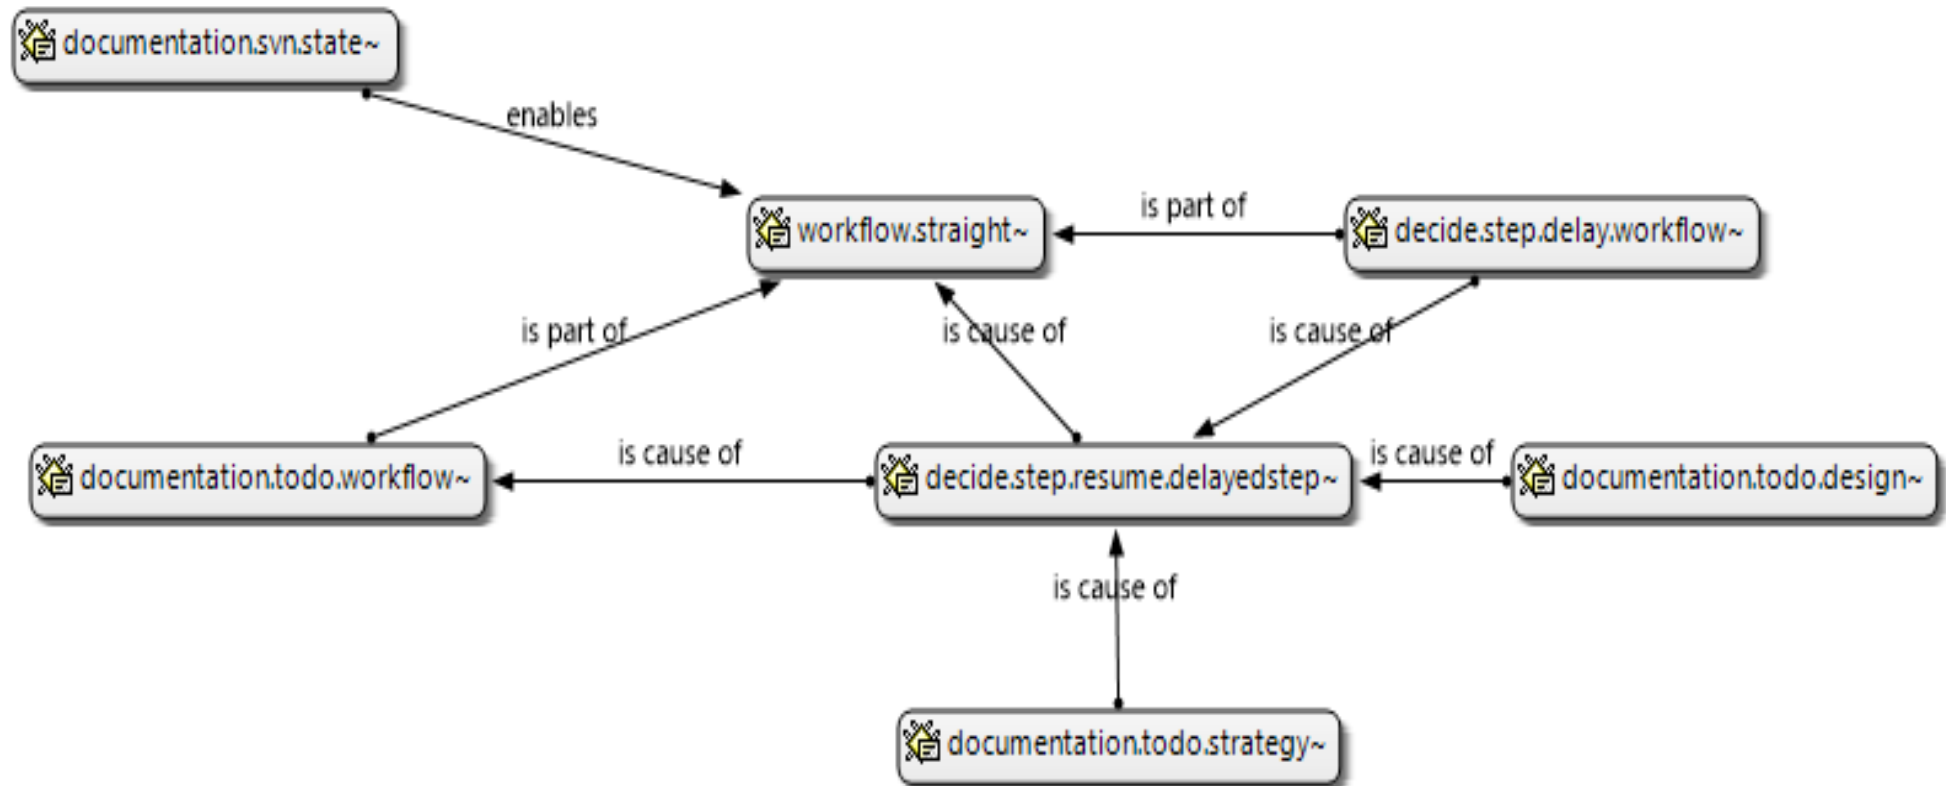 documentation.svn.state~
enables
is part of
workflow.straight~
decide.step.delay.workflow~
is part of
is cause of
is cause of
is cause of
is cause of
documentation.todo.workflow~
decide.step.resume.delayedstep~
documentation.todo.design~
is cause of
documentation.todo.strategy~